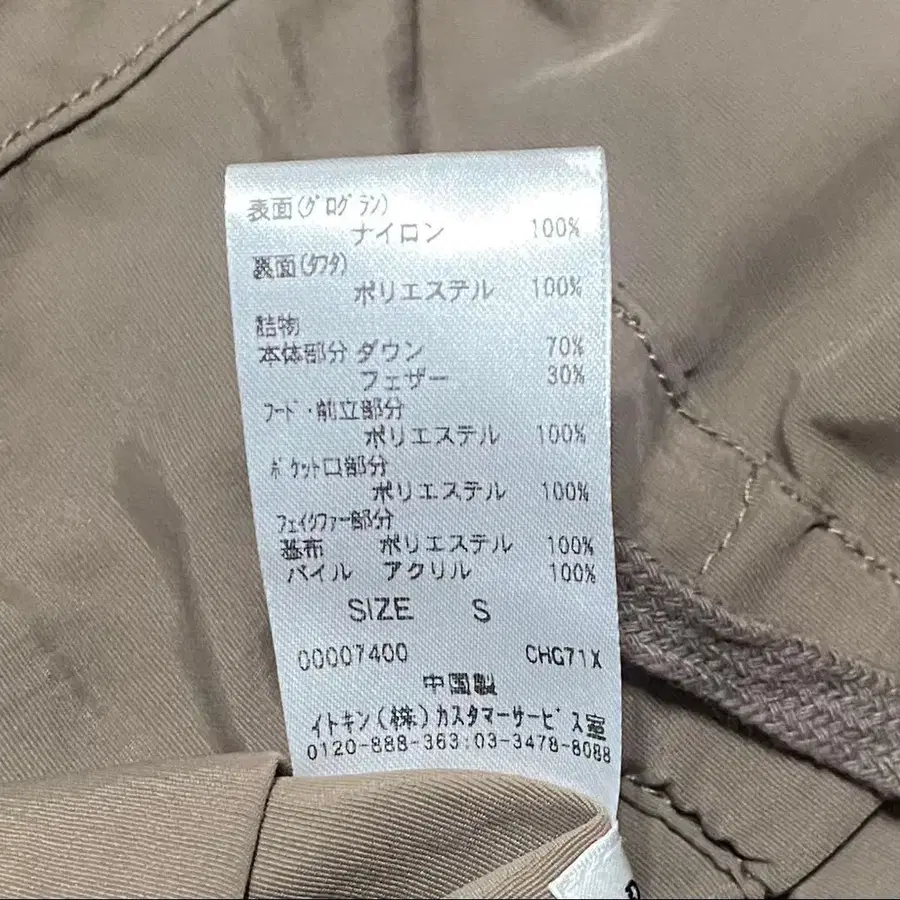 表面(ｸﾞﾛｸﾞﾗﾝ)
ナイロン 100%
裏面(ﾀﾌﾀ)
ポリエステル 100%
詰物
本体部分 ダウン 70%
フェザー 30%
ﾌｰﾄﾞ・前立部分
ポリエステル 100%
ﾎﾟｹｯﾄ口部分
ポリエステル 100%
ﾌｪｲｸﾌｧｰ部分
基布 ポリエステル 100%
パイル アクリル 100%
SIZE S
00007400 CHG71X
中国製
イトキン(株)カスタマーサービス室
0120-888-363:03-3478-8088